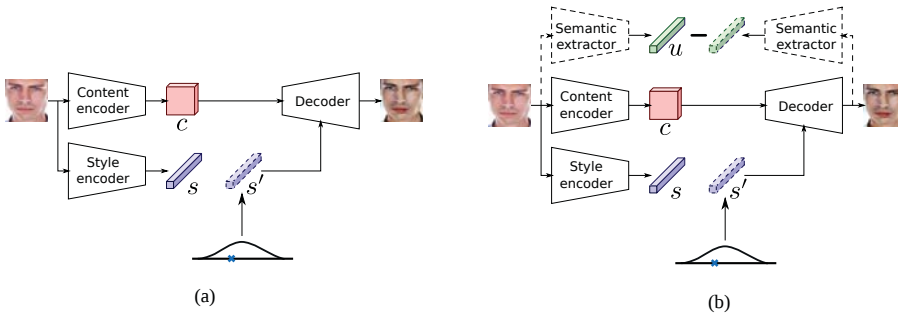 Content
encoder
c
Decoder
Style
encoder
s
s′
(a)
Semantic
extractor
u
–
Semantic
extractor
Content
encoder
c
Decoder
Style
encoder
s
s′
(b)